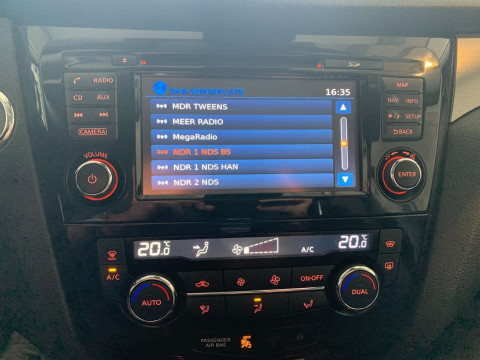 RADIO
CD AUX
CAMERA
VOLUME
DAB SENDERLISTE 16:35
MDR TWEENS
MEER RADIO
MegaRadio
NDR 1 NDS BS
NDR 1 NDS HAN
NDR 2 NDS
MAP
NAV INFO
SETUP
BACK
ENTER
20.0°C A/C 20.0°C
A/C
ON·OFF
AUTO
DUAL
PASSENGER
AIR BAG